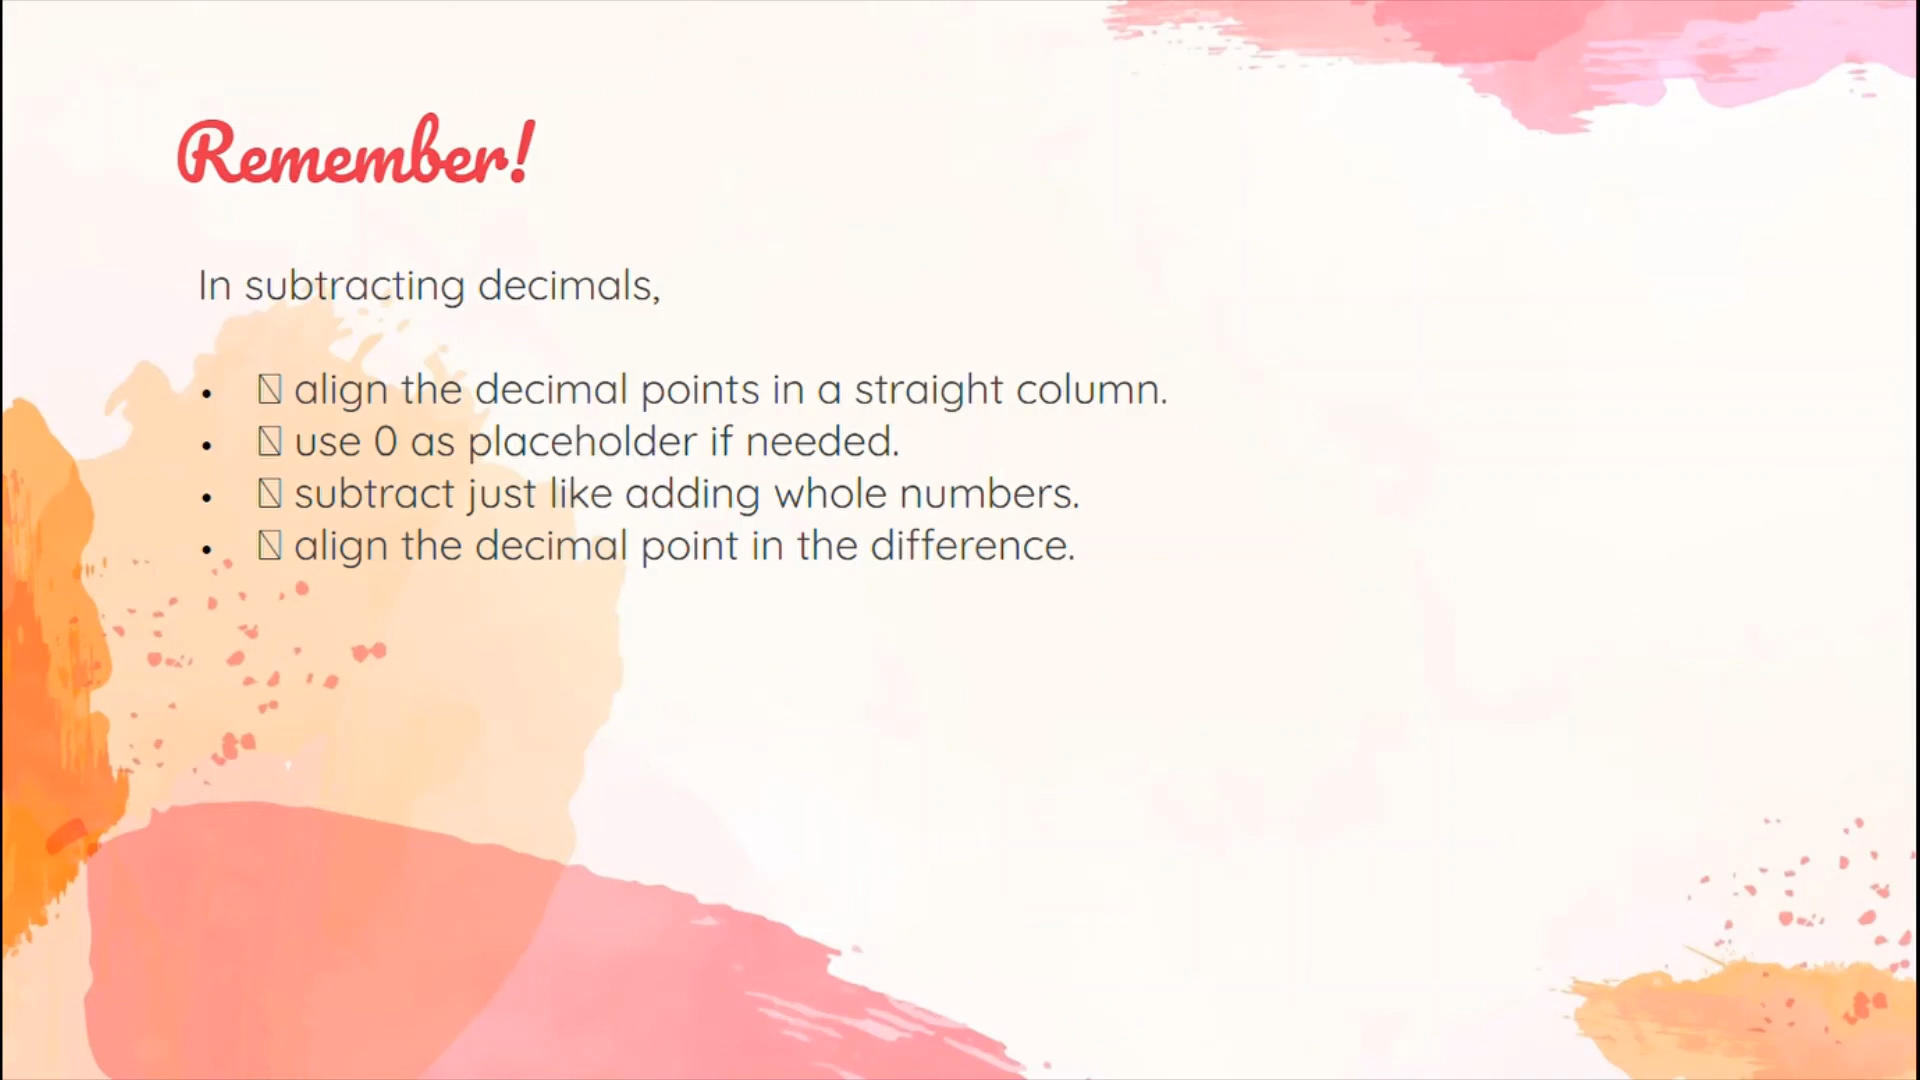 Remember!
In subtracting decimals,
• align the decimal points in a straight column.
• use 0 as placeholder if needed.
• subtract just like adding whole numbers.
• align the decimal point in the difference.